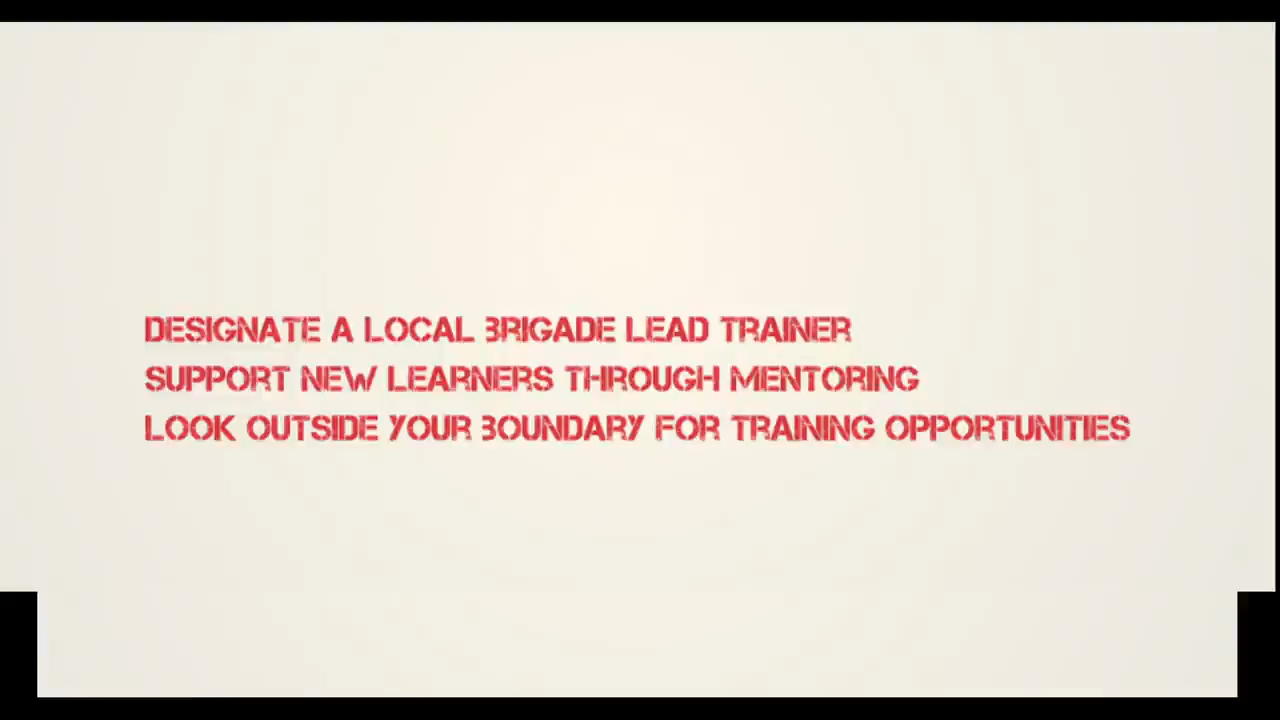 DESIGNATE A LOCAL BRIGADE LEAD TRAINER
SUPPORT NEW LEARNERS THROUGH MENTORING
LOOK OUTSIDE YOUR BOUNDARY FOR TRAINING OPPORTUNITIES